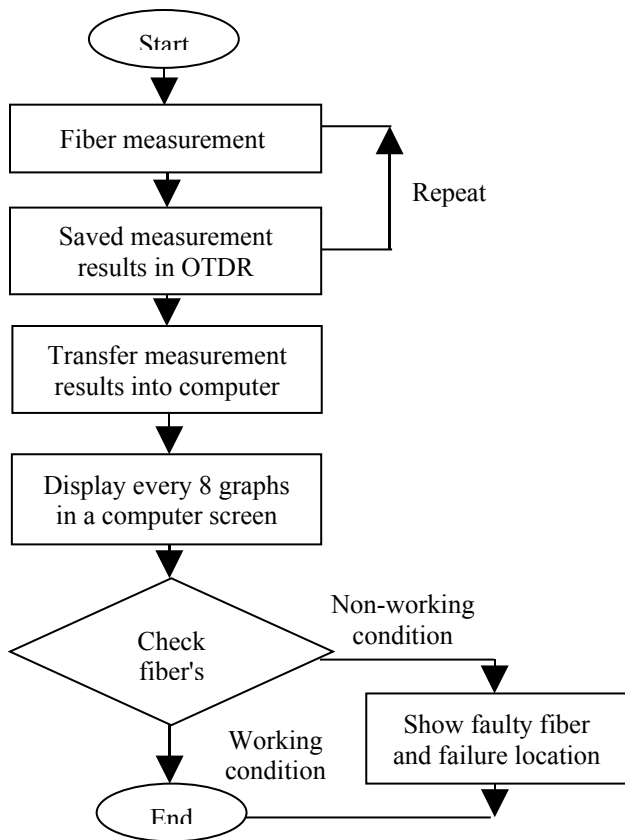 Start
Fiber measurement
Repeat
Saved measurement
results in OTDR
Transfer measurement
results into computer
Display every 8 graphs
in a computer screen
Check
fiber's
Non-working
condition
Show faulty fiber
and failure location
Working
condition
End